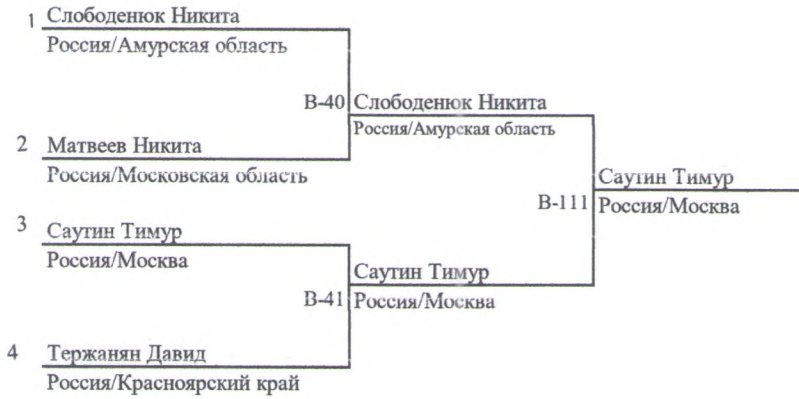 1 Слободенюк Никита
Россия/Амурская область
В-40 Слободенюк Никита
Россия/Амурская область
2 Матвеев Никита
Россия/Московская область
Саутин Тимур
В-111 Россия/Москва
3 Саутин Тимур
Россия/Москва
Саутин Тимур
В-41 Россия/Москва
4 Тержанян Давид
Россия/Красноярский край